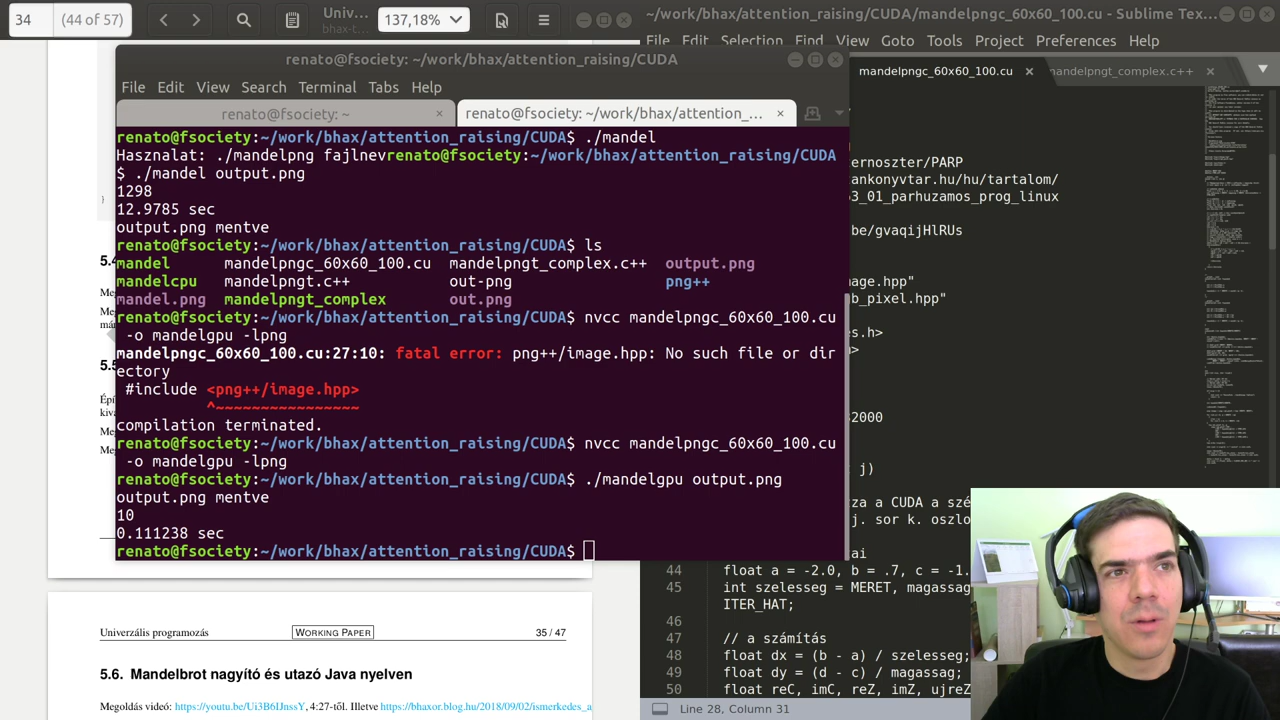 34
(44 of 57)
Univ...
bhax-t...
137,18%
~/work/bhax/attention_raising/CUDA/mandelpngc_60x60_100.cu - Sublime Tex...
File Edit Selection Find View Goto Tools Project Preferences Help
mandelpngc_60x60_100.cu ×
mandelpngt_complex.c++ ×
renato@fsociety: ~/work/bhax/attention_raising/CUDA
File Edit View Search Terminal Tabs Help
renato@fsociety: ~ ×
renato@fsociety: ~/work/bhax/attention_... ×
renato@fsociety:~/work/bhax/attention_raising/CUDA$ ./mandel
Hasznalat: ./mandelpng fajlnevrenato@fsociety:~/work/bhax/attention_raising/CUDA
$ ./mandel output.png
1298
12.9785 sec
output.png mentve
renato@fsociety:~/work/bhax/attention_raising/CUDA$ ls
mandel mandelpngc_60x60_100.cu mandelpngt_complex.c++ output.png
mandelcpu mandelpngt.c++ out-png png++
mandel.png mandelpngt_complex out.png
renato@fsociety:~/work/bhax/attention_raising/CUDA$ nvcc mandelpngc_60x60_100.cu
-o mandelgpu -lpng
mandelpngc_60x60_100.cu:27:10: fatal error: png++/image.hpp: No such file or dir
ectory
#include <png++/image.hpp>
^~~~~~~~~~~~~~~~~
compilation terminated.
renato@fsociety:~/work/bhax/attention_raising/CUDA$ nvcc mandelpngc_60x60_100.cu
-o mandelgpu -lpng
renato@fsociety:~/work/bhax/attention_raising/CUDA$ ./mandelgpu output.png
output.png mentve
10
0.111238 sec
renato@fsociety:~/work/bhax/attention_raising/CUDA$
ernoszter/PARP
ankonyvtar.hu/hu/tartalom/
3_01_parhuzamos_prog_linux
be/gvaqijHlRUs
age.hpp"
b_pixel.hpp"
es.h>
>
2000
j)
za a CUDA a szé
j. sor k. oszlo
ai
44 float a = -2.0, b = .7, c = -1.
45 int szelesseg = MERET, magassag
ITER_HAT;
46
47 // a számítás
48 float dx = (b - a) / szelesseg;
49 float dy = (d - c) / magassag;
50 float reC, imC, reZ, imZ, ujreZ
Line 28, Column 31
5.4
5.5
Univerzális programozás
WORKING PAPER
35 / 47
5.6. Mandelbrot nagyító és utazó Java nyelven
Megoldás videó: https://youtu.be/Ui3B6IJnssY, 4:27-től. Illetve https://bhaxor.blog.hu/2018/09/02/ismerkedes_a